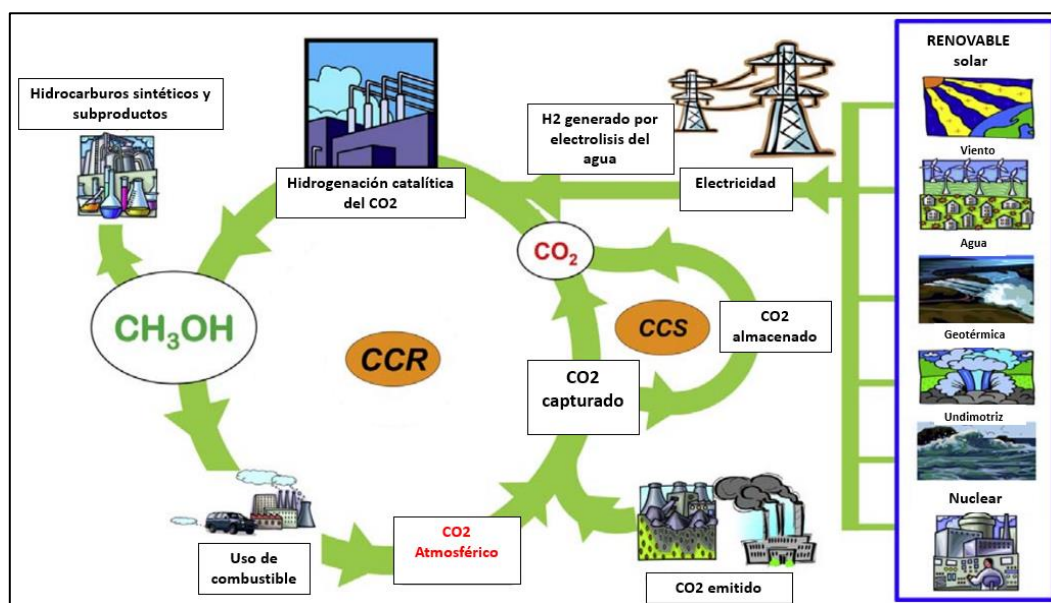 Hidrocarburos sintéticos y
subproductos
Hidrogenación catalítica
del CO2
H2 generado por
electrolisis del
agua
Electricidad
RENOVABLE
solar
Viento
Agua
Geotérmica
Undimotriz
Nuclear
CO₂
CCS
CO2
almacenado
CH₃OH
CCR
CO2
capturado
Uso de
combustible
CO2
Atmosférico
CO2 emitido